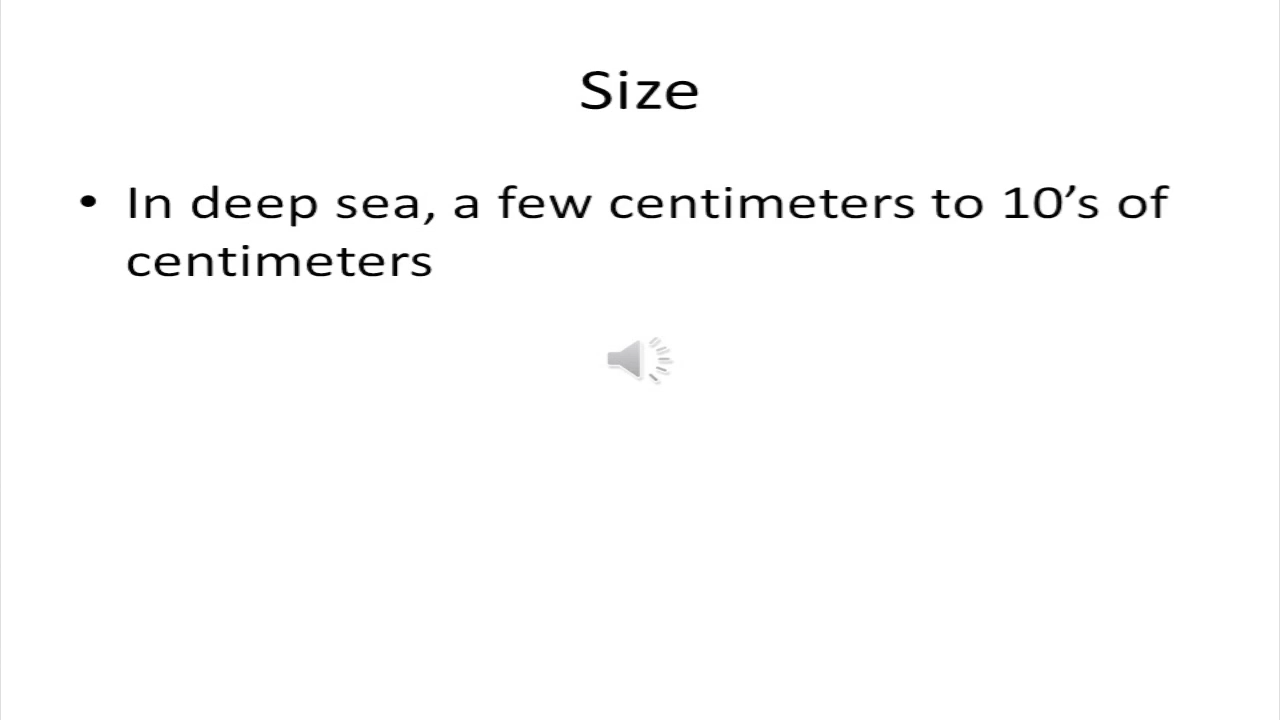 Size
• In deep sea, a few centimeters to 10’s of
centimeters